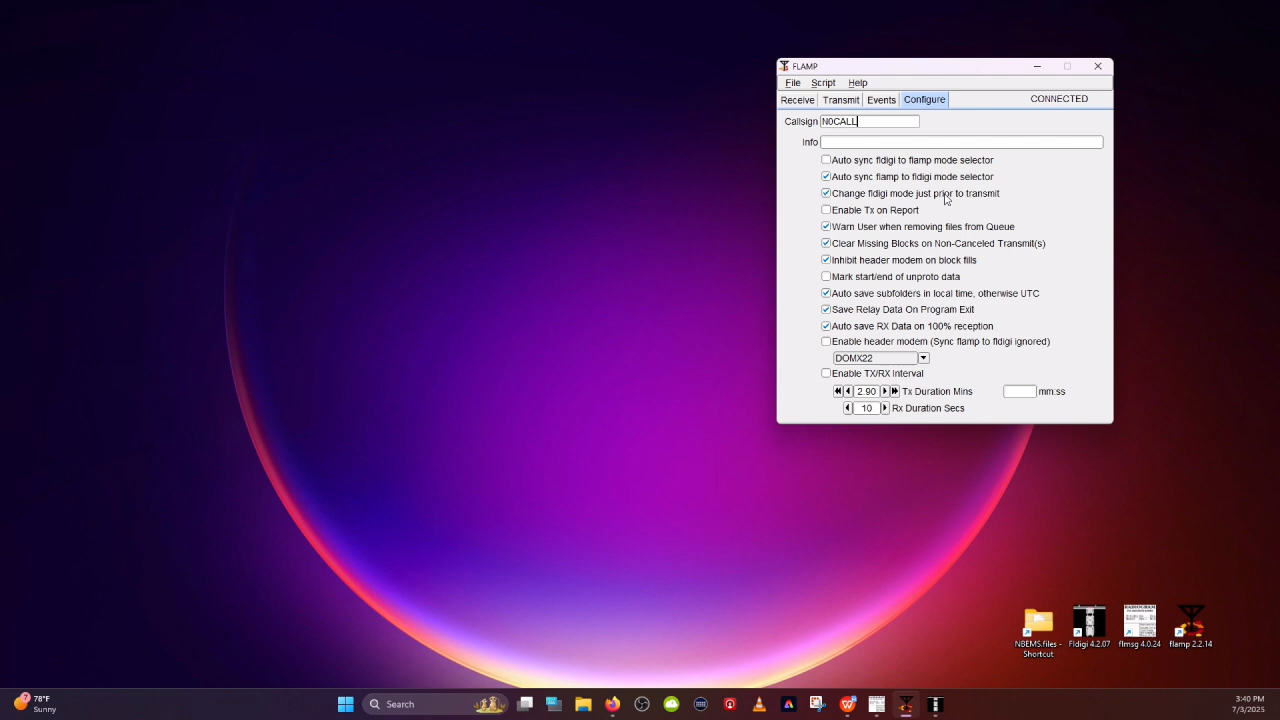 FLAMP
File Script Help
Receive Transmit Events Configure CONNECTED
Callsign N0CALL
Info
Auto sync fldigi to flamp mode selector
Auto sync flamp to fldigi mode selector
Change fldigi mode just prior to transmit
Enable Tx on Report
Warn User when removing files from Queue
Clear Missing Blocks on Non-Canceled Transmit(s)
Inhibit header modem on block fills
Mark start/end of unproto data
Auto save subfolders in local time, otherwise UTC
Save Relay Data On Program Exit
Auto save RX Data on 100% reception
Enable header modem (Sync flamp to fldigi ignored)
DOMX22
Enable TX/RX Interval
2.90 Tx Duration Mins mm:ss
10 Rx Duration Secs
NBEMS.files - Shortcut
Fldigi 4.2.07
flmsg 4.0.24
flamp 2.2.14
7
78°F
Sunny
Search
3:40 PM
7/3/2025